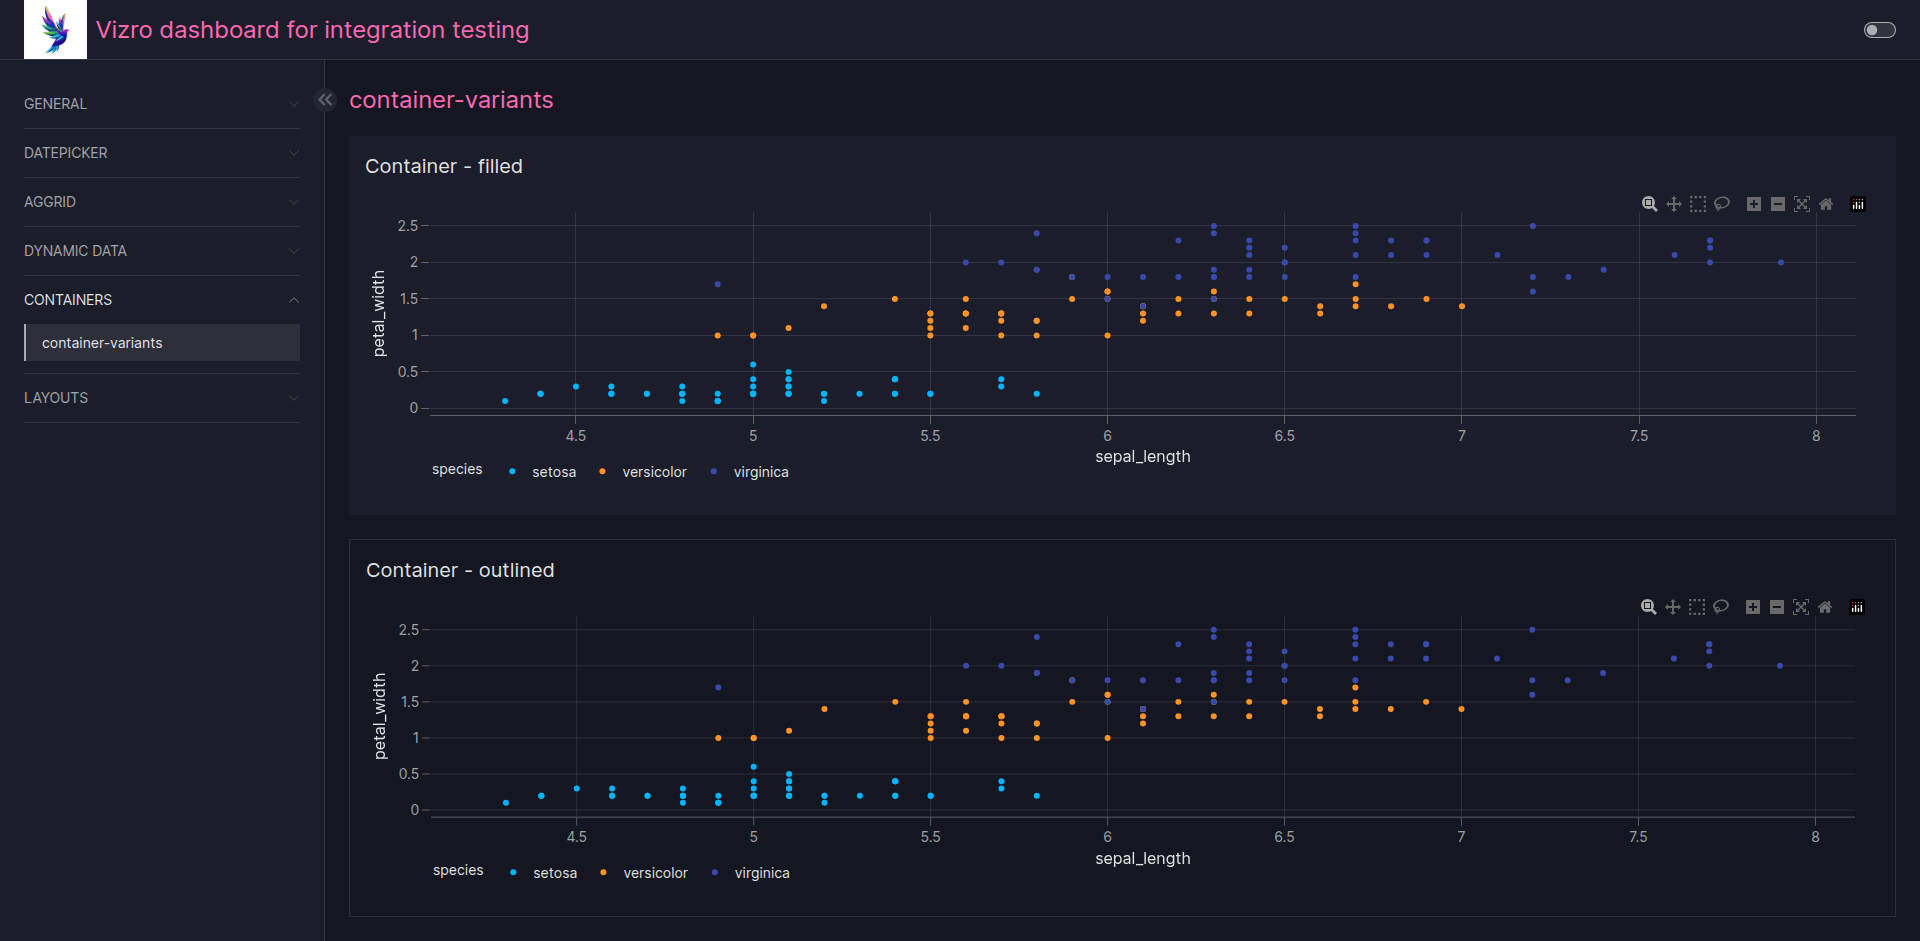 Vizro dashboard for integration testing
GENERAL
DATEPICKER
AGGRID
DYNAMIC DATA
CONTAINERS
container-variants
LAYOUTS
container-variants
Container - filled
petal_width
2.5
2
1.5
1
0.5
0
4.5 5 5.5 6 6.5 7 7.5 8
sepal_length
species setosa versicolor virginica
Container - outlined
petal_width
2.5
2
1.5
1
0.5
0
4.5 5 5.5 6 6.5 7 7.5 8
sepal_length
species setosa versicolor virginica